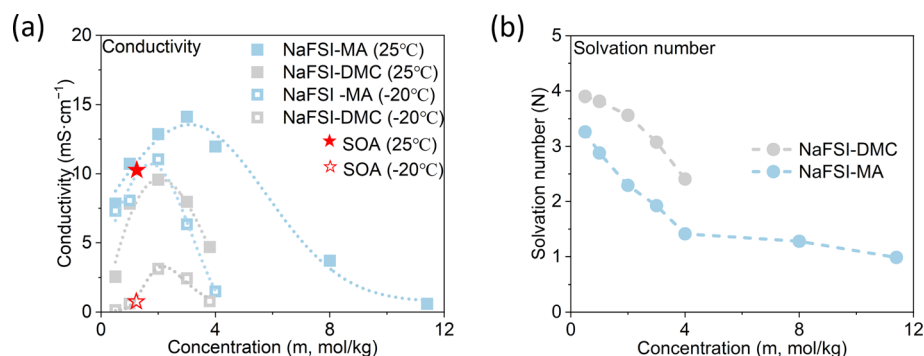 (a)
Conductivity
NaFSI-MA (25℃)
NaFSI-DMC (25℃)
NaFSI -MA (-20℃)
NaFSI-DMC (-20℃)
SOA (25℃)
SOA (-20℃)
Conductivity (mS·cm⁻¹)
20
15
10
5
0
0 4 8 12
Concentration (m, mol/kg)
(b)
Solvation number
NaFSI-DMC
NaFSI-MA
Solvation number (N)
5
4
3
2
1
0
0 4 8 12
Concentration (m, mol/kg)